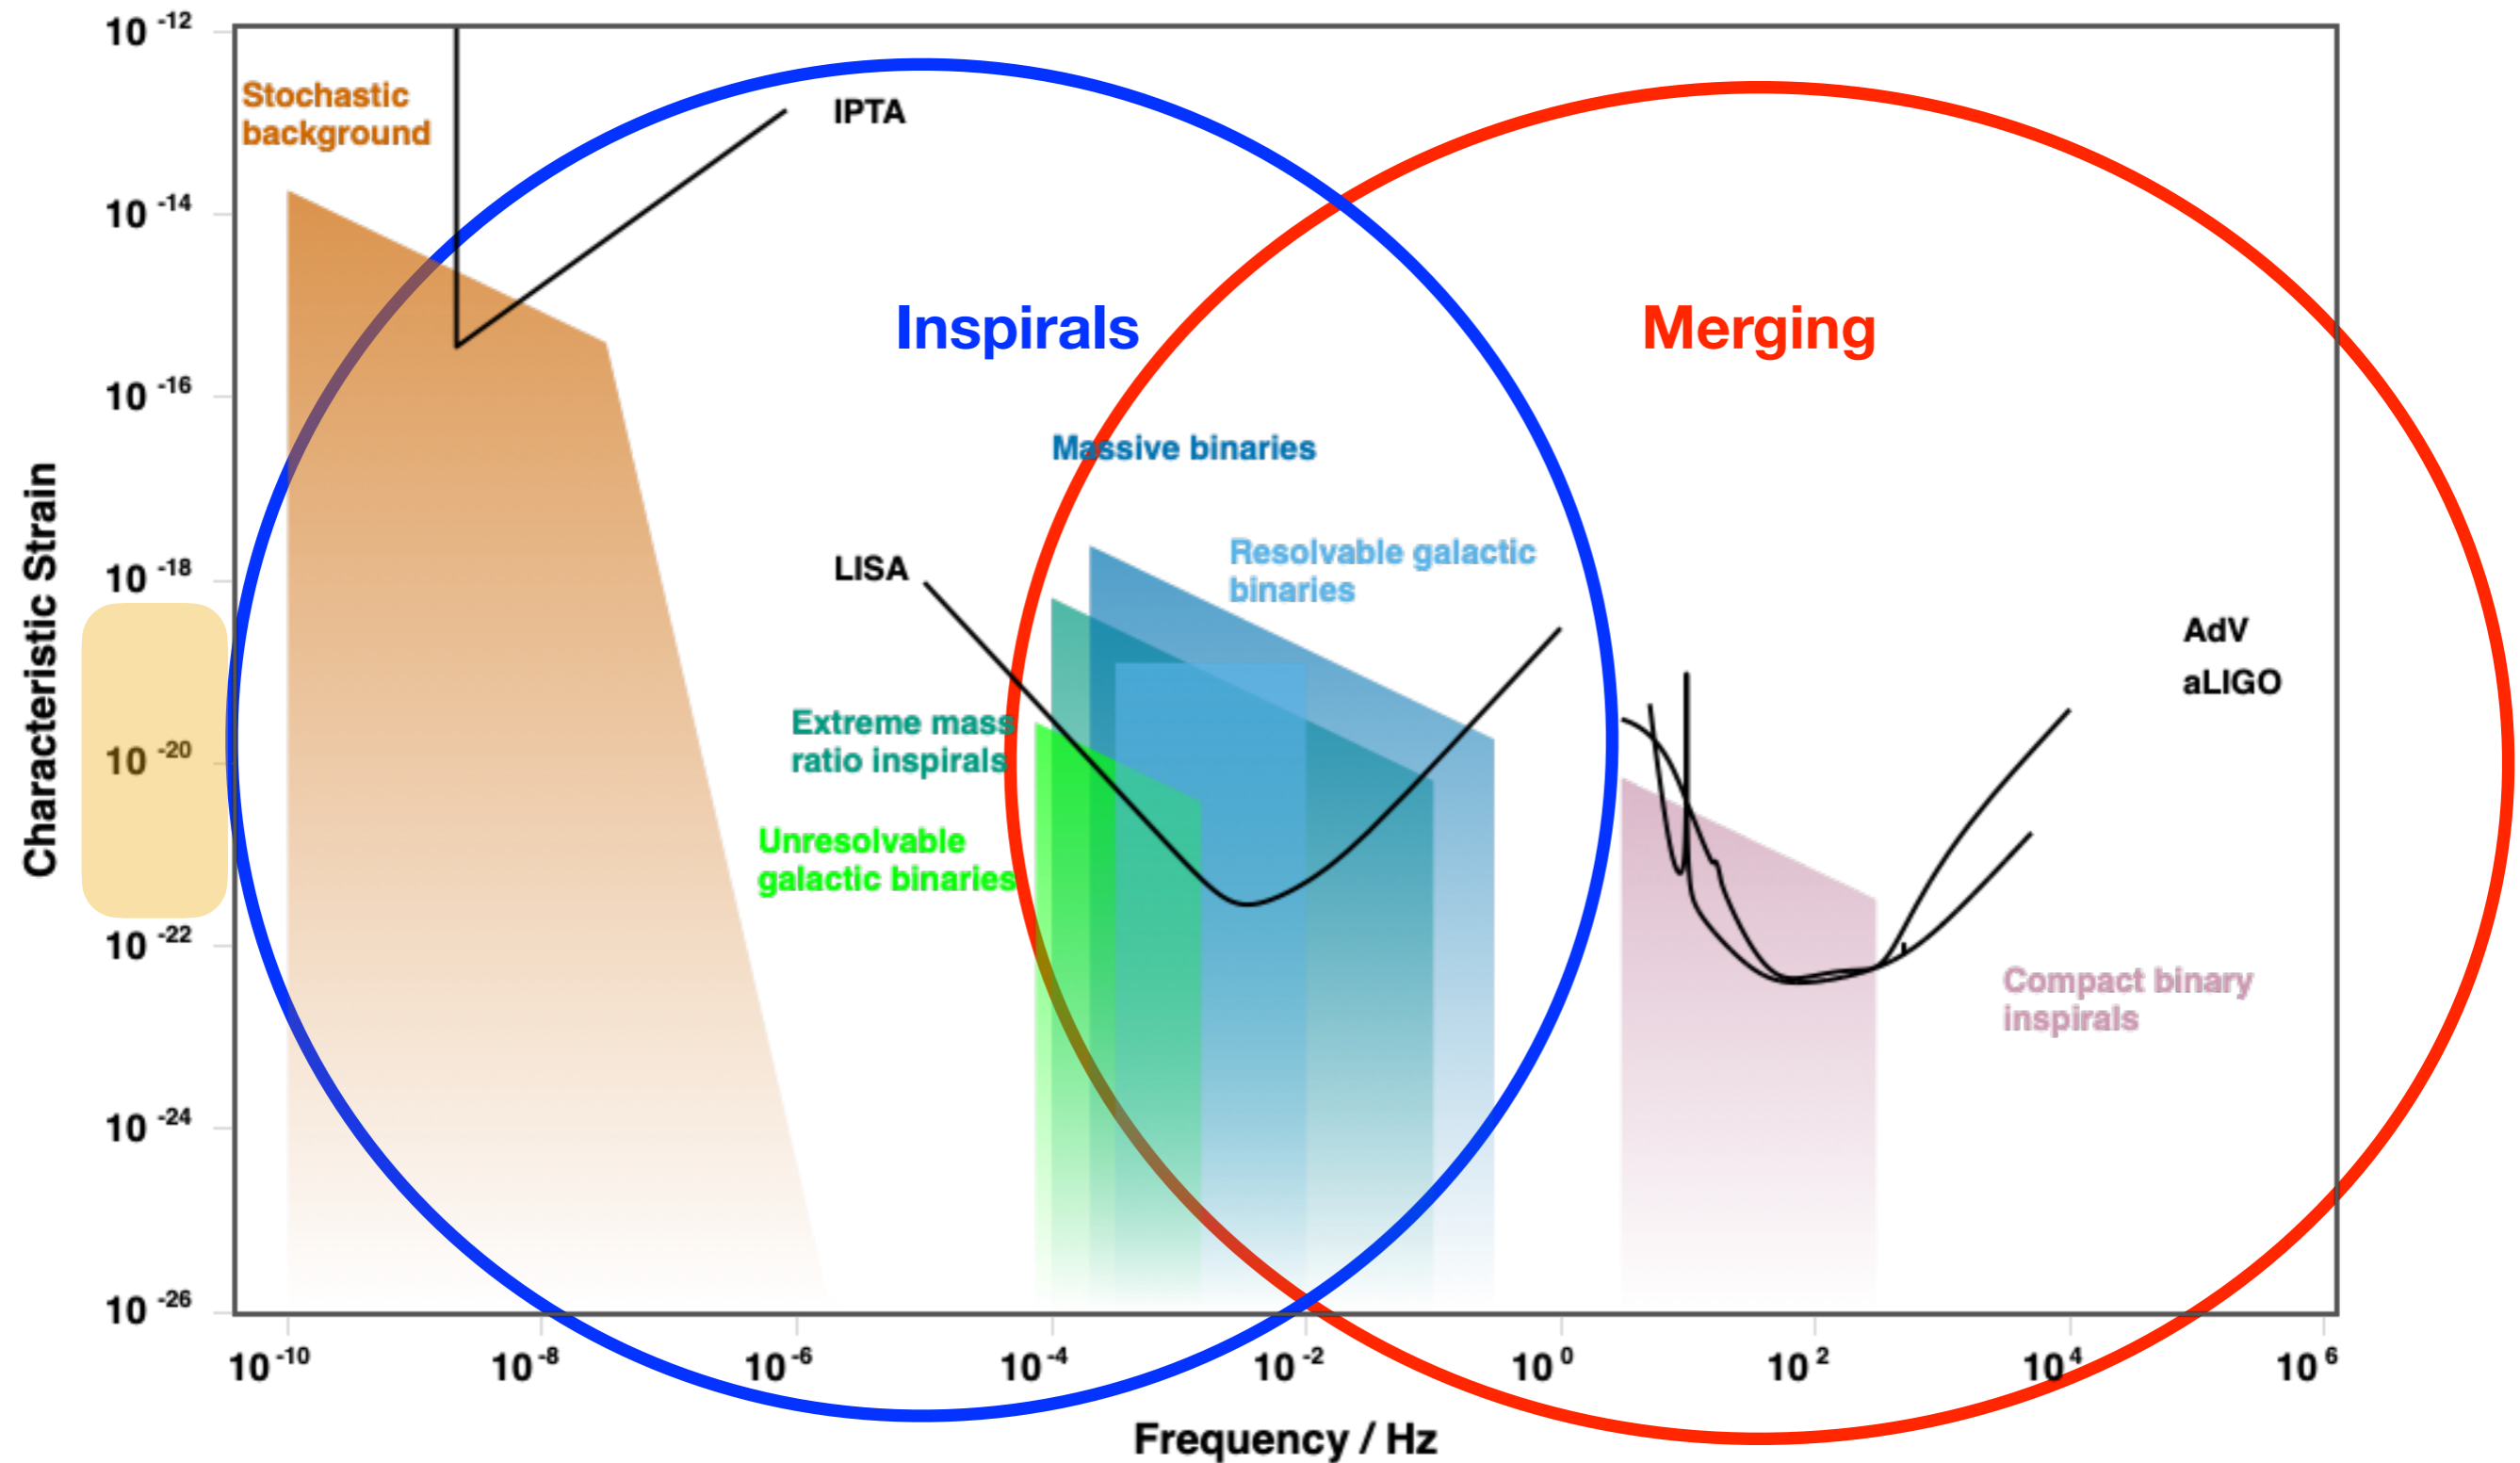 10 -12
Stochastic
background
IPTA
10 -14
Inspirals
Merging
10 -16
Massive binaries
Characteristic Strain
10 -18
LISA
Resolvable galactic
binaries
AdV
aLIGO
Extreme mass
ratio inspirals
10 -20
Unresolvable
galactic binaries
10 -22
Compact binary
inspirals
10 -24
10 -26
10 -10 10 -8 10 -6 10 -4 10 -2 10 0 10 2 10 4 10 6
Frequency / Hz